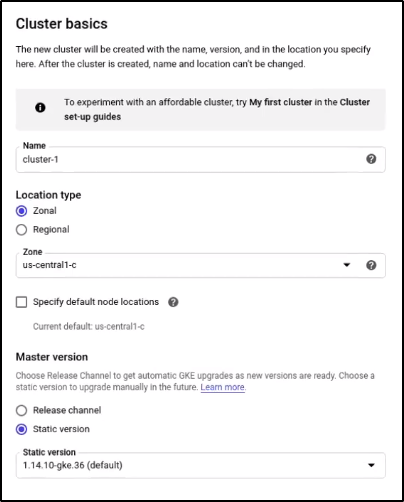 Cluster basics
The new cluster will be created with the name, version, and in the location you specify
here. After the cluster is created, name and location can't be changed.
To experiment with an affordable cluster, try My first cluster in the Cluster
set-up guides
Name
cluster-1
Location type
Zonal
Regional
Zone
us-central1-c
Specify default node locations
Current default: us-central1-c
Master version
Choose Release Channel to get automatic GKE upgrades as new versions are ready. Choose a
static version to upgrade manually in the future. Learn more.
Release channel
Static version
Static version
1.14.10-gke.36 (default)